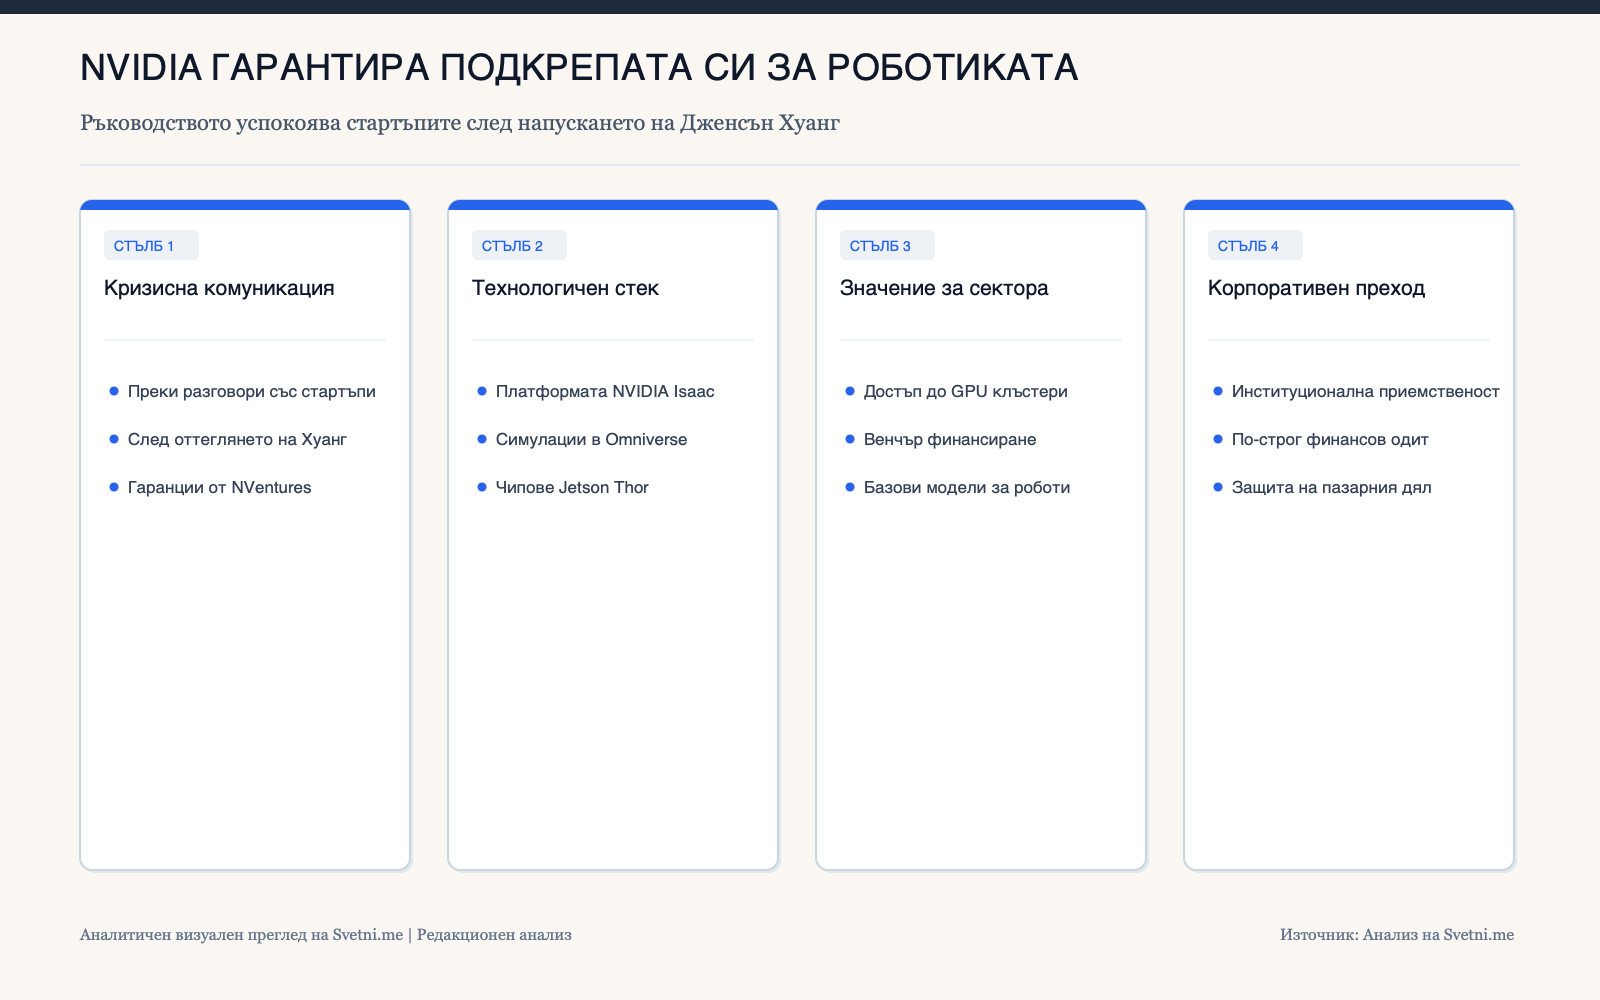 NVIDIA ГАРАНТИРА ПОДКРЕПАТА СИ ЗА РОБОТИКАТА
Ръководството успокоява стартъпите след напускането на Дженсън Хуанг
СТЪЛБ 1
Кризисна комуникация
Преки разговори със стартъпи
След оттеглянето на Хуанг
Гаранции от NVentures
СТЪЛБ 2
Технологичен стек
Платформата NVIDIA Isaac
Симулации в Omniverse
Чипове Jetson Thor
СТЪЛБ 3
Значение за сектора
Достъп до GPU клъстери
Венчър финансиране
Базови модели за роботи
СТЪЛБ 4
Корпоративен преход
Институционална приемственост
По-строг финансов одит
Защита на пазарния дял
Аналитичен визуален преглед на Svetni.me | Редакционен анализ
Източник: Анализ на Svetni.me